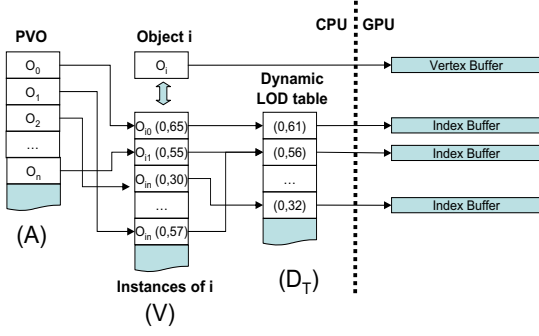 CPU GPU
PVO
Object i
O0
O1
O2
...
On
(A)
Oi
Oi0 (0,65)
Oi1 (0,55)
Oin (0,30)
...
Oin (0,57)
Instances of i
(V)
Dynamic
LOD table
(0,61)
(0,56)
...
(0,32)
(DT)
Vertex Buffer
Index Buffer
Index Buffer
Index Buffer